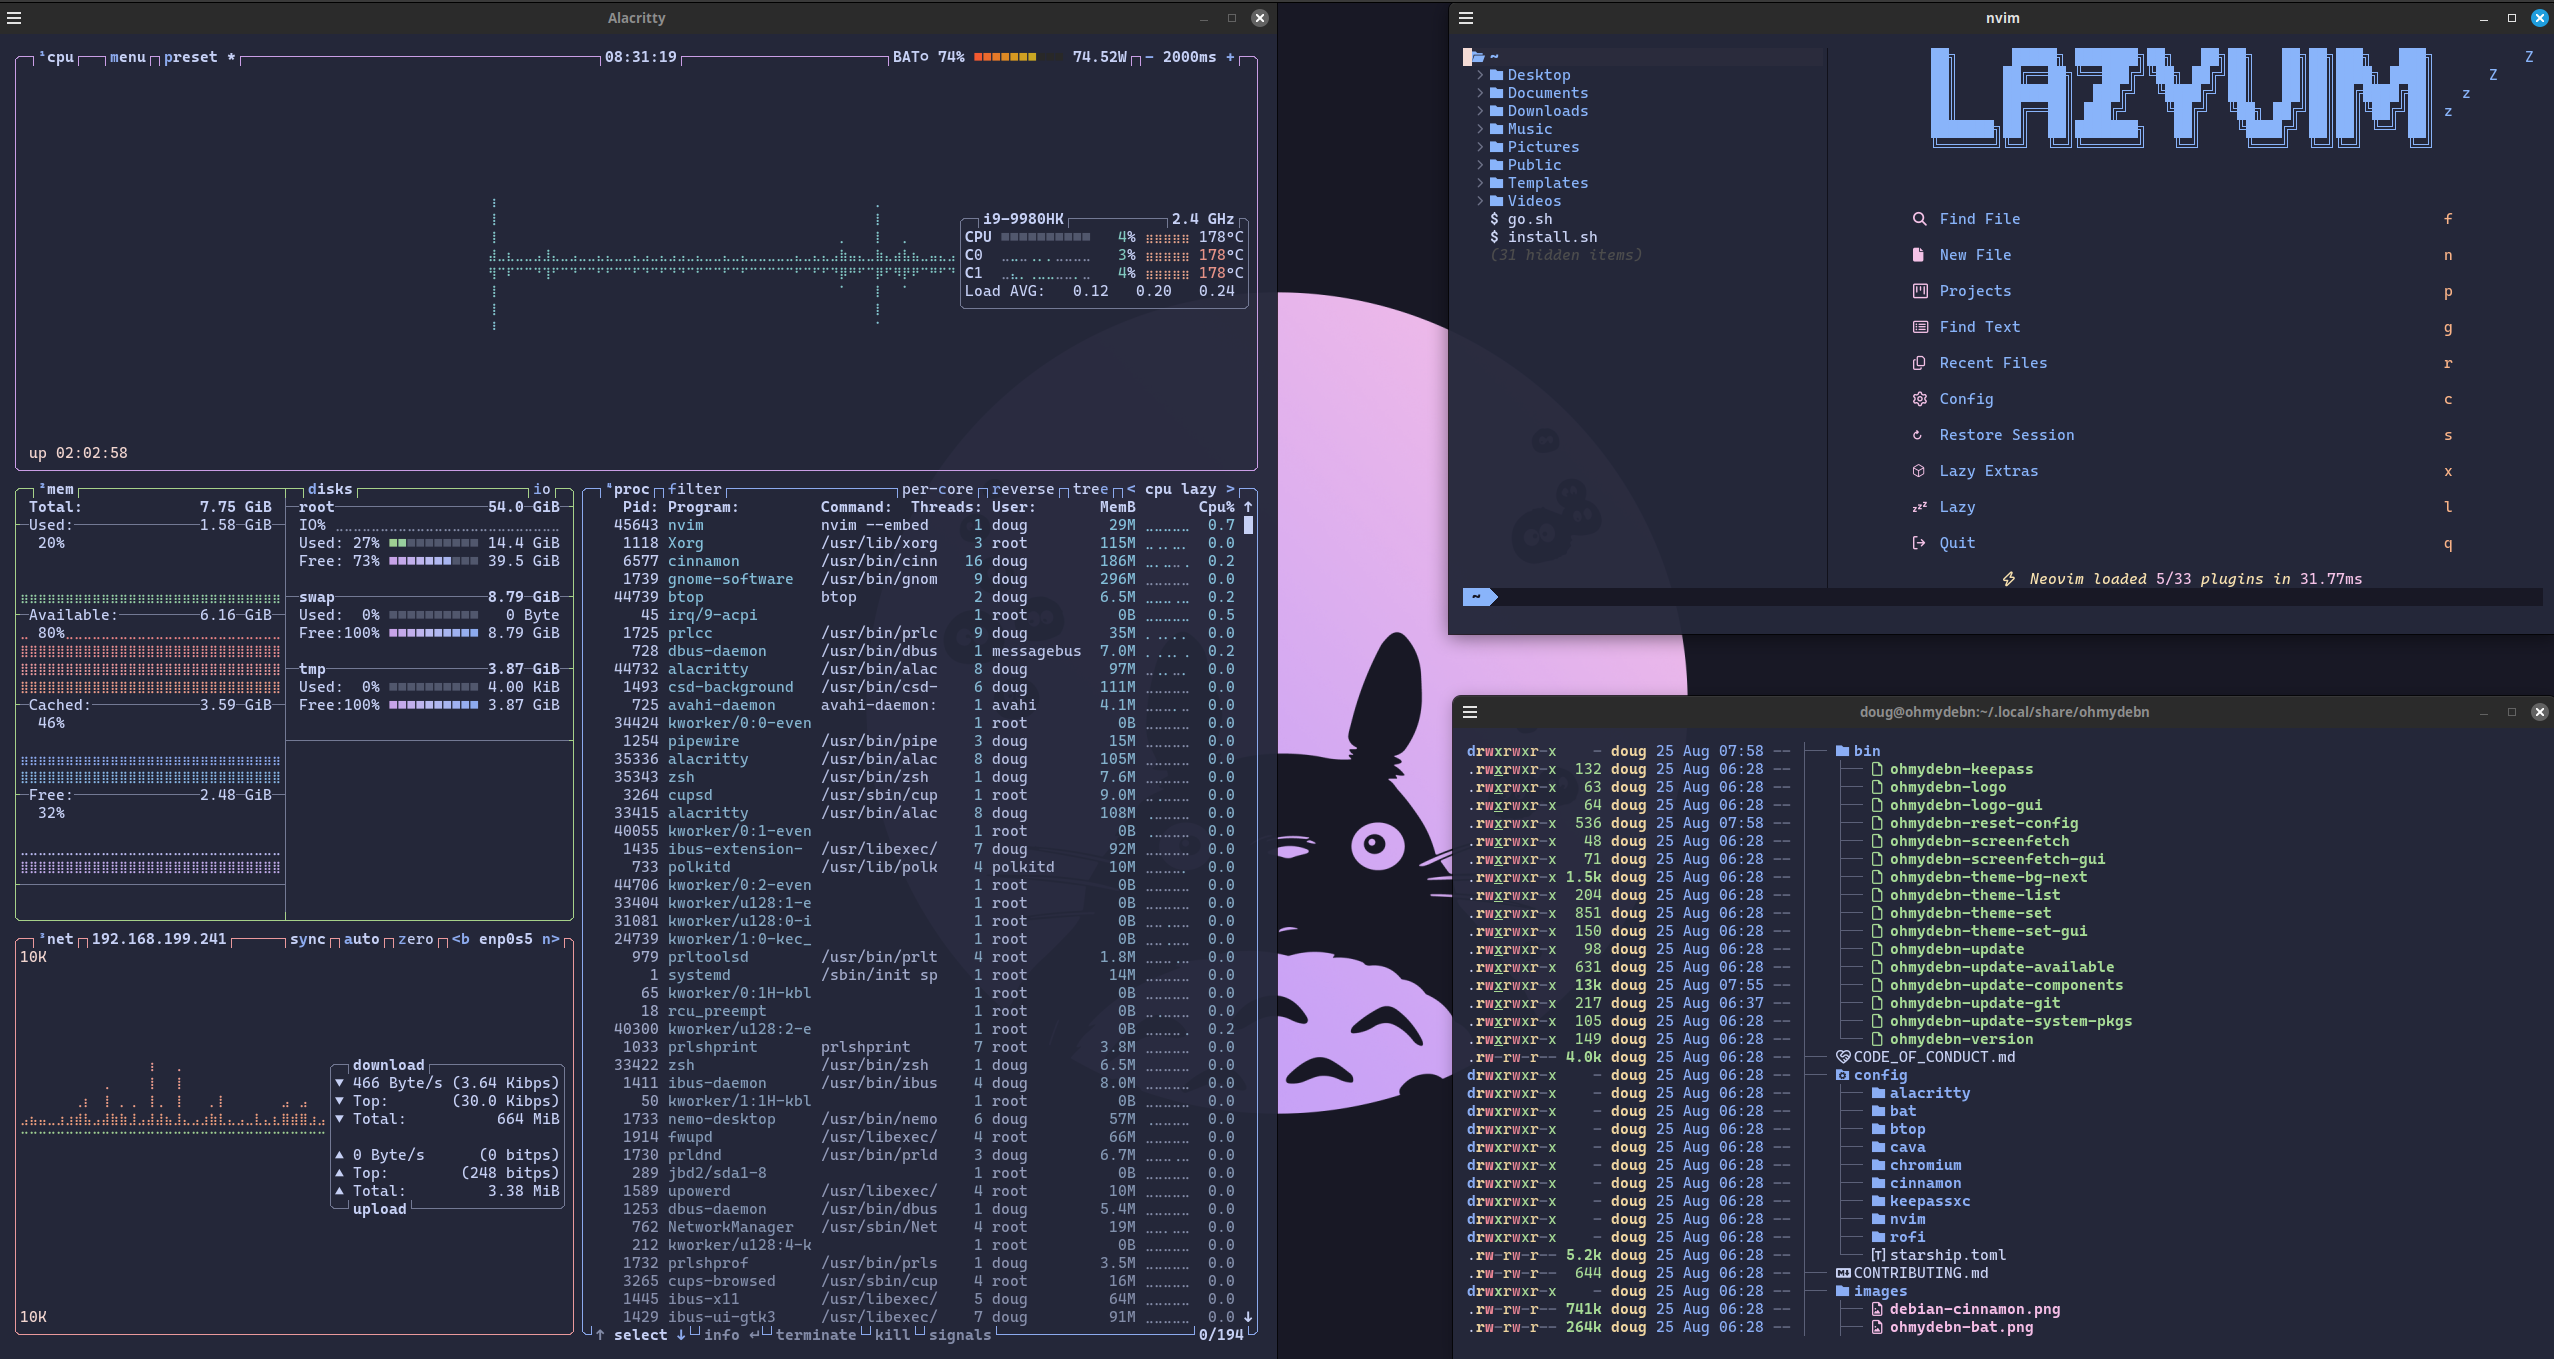 Alacritty
¹cpu menu preset * 08:31:19 BAT 74% 74.52W - 2000ms +
i9-9980HK 2.4 GHz
CPU 4% 178°C
C0 3% 178°C
C1 4% 178°C
Load AVG: 0.12 0.20 0.24
up 02:02:58
²mem
Total: 7.75 GiB
Used: 1.58 GiB
20%
Available: 6.16 GiB
80%
Cached: 3.59 GiB
46%
Free: 2.48 GiB
32%
disks io
root 54.0 GiB
IO%
Used: 27% 14.4 GiB
Free: 73% 39.5 GiB
swap 8.79 GiB
Used: 0% 0 Byte
Free:100% 8.79 GiB
tmp 3.87 GiB
Used: 0% 4.00 KiB
Free:100% 3.87 GiB
³net 192.168.199.241 sync auto zero <b enp0s5 n>
10K
download
▼ 466 Byte/s (3.64 Kibps)
▼ Top: (30.0 Kibps)
▼ Total: 664 MiB
▲ 0 Byte/s (0 bitps)
▲ Top: (248 bitps)
▲ Total: 3.38 MiB
upload
10K
⁴proc filter per-core reverse tree < cpu lazy >
Pid: Program: Command: Threads: User: MemB Cpu% ↑
45643 nvim nvim --embed 1 doug 29M 0.7
1118 Xorg /usr/lib/xorg 3 root 115M 0.0
6577 cinnamon /usr/bin/cinn 16 doug 186M 0.2
1739 gnome-software /usr/bin/gnom 9 doug 296M 0.0
44739 btop btop 2 doug 6.5M 0.2
45 irq/9-acpi 1 root 0B 0.5
1725 prlcc /usr/bin/prlc 9 doug 35M 0.0
728 dbus-daemon /usr/bin/dbus 1 messagebus 7.0M 0.2
44732 alacritty /usr/bin/alac 8 doug 97M 0.0
1493 csd-background /usr/bin/csd- 6 doug 111M 0.0
725 avahi-daemon avahi-daemon: 1 avahi 4.1M 0.0
34424 kworker/0:0-even 1 root 0B 0.0
1254 pipewire /usr/bin/pipe 3 doug 15M 0.0
35336 alacritty /usr/bin/alac 8 doug 105M 0.0
35343 zsh /usr/bin/zsh 1 doug 7.6M 0.0
3264 cupsd /usr/sbin/cup 1 root 9.0M 0.0
33415 alacritty /usr/bin/alac 8 doug 108M 0.0
40055 kworker/0:1-even 1 root 0B 0.0
1435 ibus-extension- /usr/libexec/ 7 doug 92M 0.0
733 polkitd /usr/lib/polk 4 polkitd 10M 0.0
44706 kworker/0:2-even 1 root 0B 0.0
33404 kworker/u128:1-e 1 root 0B 0.0
31081 kworker/u128:0-i 1 root 0B 0.0
24739 kworker/1:0-kec_ 1 root 0B 0.0
979 prltoolsd /usr/bin/prlt 4 root 1.8M 0.0
1 systemd /sbin/init sp 1 root 14M 0.0
65 kworker/0:1H-kbl 1 root 0B 0.0
18 rcu_preempt 1 root 0B 0.0
40300 kworker/u128:2-e 1 root 0B 0.2
1033 prlshprint prlshprint 7 root 3.8M 0.0
33422 zsh /usr/bin/zsh 1 doug 6.5M 0.0
1411 ibus-daemon /usr/bin/ibus 4 doug 8.0M 0.0
50 kworker/1:1H-kbl 1 root 0B 0.0
1733 nemo-desktop /usr/bin/nemo 6 doug 57M 0.0
1914 fwupd /usr/libexec/ 4 root 66M 0.0
1730 prldnd /usr/bin/prld 3 doug 6.7M 0.0
289 jbd2/sda1-8 1 root 0B 0.0
1589 upowerd /usr/libexec/ 4 root 10M 0.0
1253 dbus-daemon /usr/bin/dbus 1 doug 5.4M 0.0
762 NetworkManager /usr/sbin/Net 4 root 19M 0.0
212 kworker/u128:4-k 1 root 0B 0.0
1732 prlshprof /usr/bin/prls 1 doug 3.5M 0.0
3265 cups-browsed /usr/sbin/cup 4 root 16M 0.0
1445 ibus-x11 /usr/libexec/ 5 doug 64M 0.0
1429 ibus-ui-gtk3 /usr/libexec/ 7 doug 91M 0.0 ↓
↑ select ↓ info ↵ terminate kill signals 0/194
nvim
~
Desktop
Documents
Downloads
Music
Pictures
Public
Templates
Videos
$ go.sh
$ install.sh
(31 hidden items)
LAZYVIM Z Z z z
Find File f
New File n
Projects p
Find Text g
Recent Files r
Config c
Restore Session s
Lazy Extras x
Lazy l
Quit q
Neovim loaded 5/33 plugins in 31.77ms
~
doug@ohmydebn:~/.local/share/ohmydebn
drwxrwxr-x - doug 25 Aug 07:58 -- bin
.rwxrwxr-x 132 doug 25 Aug 06:28 -- ohmydebn-keepass
.rwxrwxr-x 63 doug 25 Aug 06:28 -- ohmydebn-logo
.rwxrwxr-x 64 doug 25 Aug 06:28 -- ohmydebn-logo-gui
.rwxrwxr-x 536 doug 25 Aug 07:58 -- ohmydebn-reset-config
.rwxrwxr-x 48 doug 25 Aug 06:28 -- ohmydebn-screenfetch
.rwxrwxr-x 71 doug 25 Aug 06:28 -- ohmydebn-screenfetch-gui
.rwxrwxr-x 1.5k doug 25 Aug 06:28 -- ohmydebn-theme-bg-next
.rwxrwxr-x 204 doug 25 Aug 06:28 -- ohmydebn-theme-list
.rwxrwxr-x 851 doug 25 Aug 06:28 -- ohmydebn-theme-set
.rwxrwxr-x 150 doug 25 Aug 06:28 -- ohmydebn-theme-set-gui
.rwxrwxr-x 98 doug 25 Aug 06:28 -- ohmydebn-update
.rwxrwxr-x 631 doug 25 Aug 06:28 -- ohmydebn-update-available
.rwxrwxr-x 13k doug 25 Aug 07:55 -- ohmydebn-update-components
.rwxrwxr-x 217 doug 25 Aug 06:37 -- ohmydebn-update-git
.rwxrwxr-x 105 doug 25 Aug 06:28 -- ohmydebn-update-system-pkgs
.rwxrwxr-x 149 doug 25 Aug 06:28 -- ohmydebn-version
.rw-rw-r-- 4.0k doug 25 Aug 06:28 -- CODE_OF_CONDUCT.md
drwxrwxr-x - doug 25 Aug 06:28 -- config
drwxrwxr-x - doug 25 Aug 06:28 -- alacritty
drwxrwxr-x - doug 25 Aug 06:28 -- bat
drwxrwxr-x - doug 25 Aug 06:28 -- btop
drwxrwxr-x - doug 25 Aug 06:28 -- cava
drwxrwxr-x - doug 25 Aug 06:28 -- chromium
drwxrwxr-x - doug 25 Aug 06:28 -- cinnamon
drwxrwxr-x - doug 25 Aug 06:28 -- keepassxc
drwxrwxr-x - doug 25 Aug 06:28 -- nvim
drwxrwxr-x - doug 25 Aug 06:28 -- rofi
.rw-rw-r-- 5.2k doug 25 Aug 06:28 -- starship.toml
.rw-rw-r-- 644 doug 25 Aug 06:28 -- CONTRIBUTING.md
drwxrwxr-x - doug 25 Aug 06:28 -- images
.rw-rw-r-- 741k doug 25 Aug 06:28 -- debian-cinnamon.png
.rw-rw-r-- 264k doug 25 Aug 06:28 -- ohmydebn-bat.png